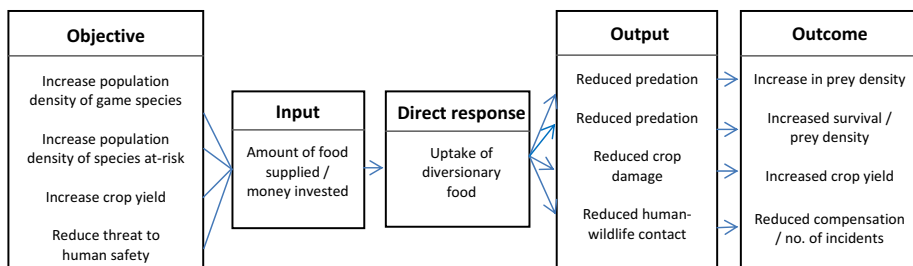 Objective
Increase population
density of game species
Increase population
density of species at-risk
Increase crop yield
Reduce threat to
human safety
Input
Amount of food
supplied /
money invested
Direct response
Uptake of
diversionary
food
Output
Reduced predation
Reduced predation
Reduced crop
damage
Reduced human-
wildlife contact
Outcome
Increase in prey density
Increased survival /
prey density
Increased crop yield
Reduced compensation
/ no. of incidents